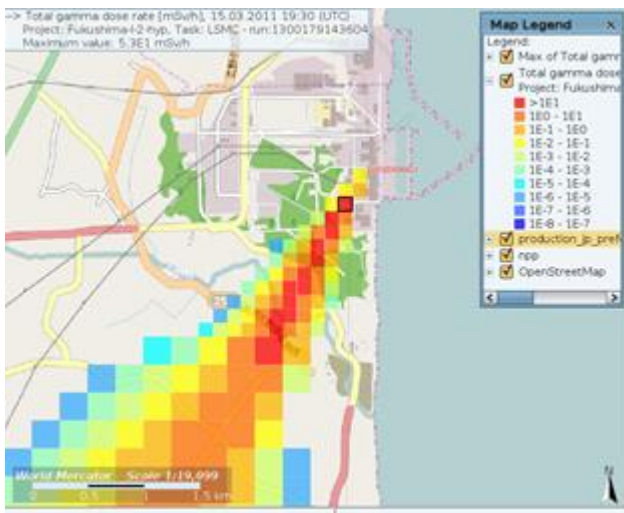 --> Total gamma dose rate [mSv/h], 15.03.2011 19:30 (UTC)
Project: Fukushima-I-2-hyp, Task: LSMC - run:1300179143604
Maximum value: 5.3E1 mSv/h
Map Legend
Legend:
Max of Total gamm
Total gamma dose
Project: Fukushima
>1E1
1E0 - 1E1
1E-1 - 1E0
1E-2 - 1E-1
1E-3 - 1E-2
1E-4 - 1E-3
1E-5 - 1E-4
1E-6 - 1E-5
1E-7 - 1E-6
1E-8 - 1E-7
production_jp_pref
npp
OpenStreetMap
35
World Mercator - Scale 1:19,099
0 0.5 1 1.5 km
N